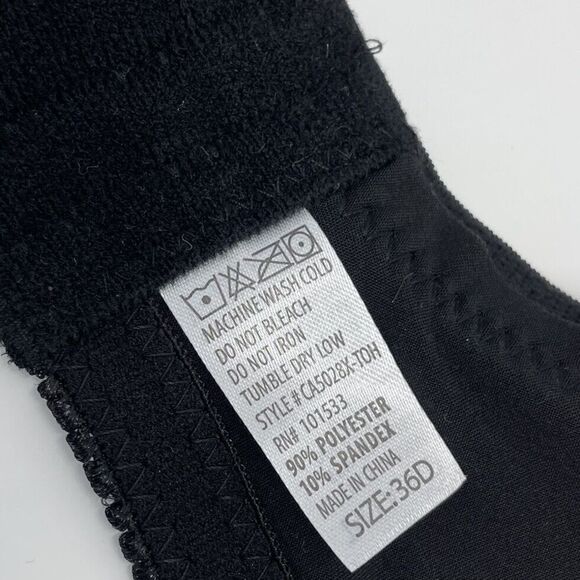 MACHINE WASH COLD
DO NOT BLEACH
DO NOT IRON
TUMBLE DRY LOW
STYLE # CA5028X-TOH
RN# 101533
90% POLYESTER
10% SPANDEX
MADE IN CHINA
SIZE: 36D